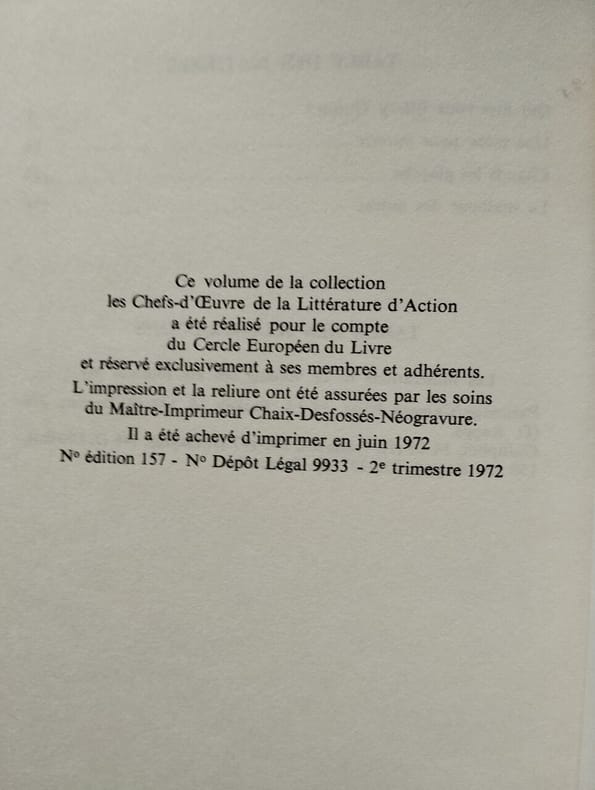 Ce volume de la collection
les Chefs-d'Œuvre de la Littérature d'Action
a été réalisé pour le compte
du Cercle Européen du Livre
et réservé exclusivement à ses membres et adhérents.
L'impression et la reliure ont été assurées par les soins
du Maître-Imprimeur Chaix-Desfossés-Néogravure.
Il a été achevé d'imprimer en juin 1972
Nº édition 157 - Nº Dépôt Légal 9933 - 2e trimestre 1972